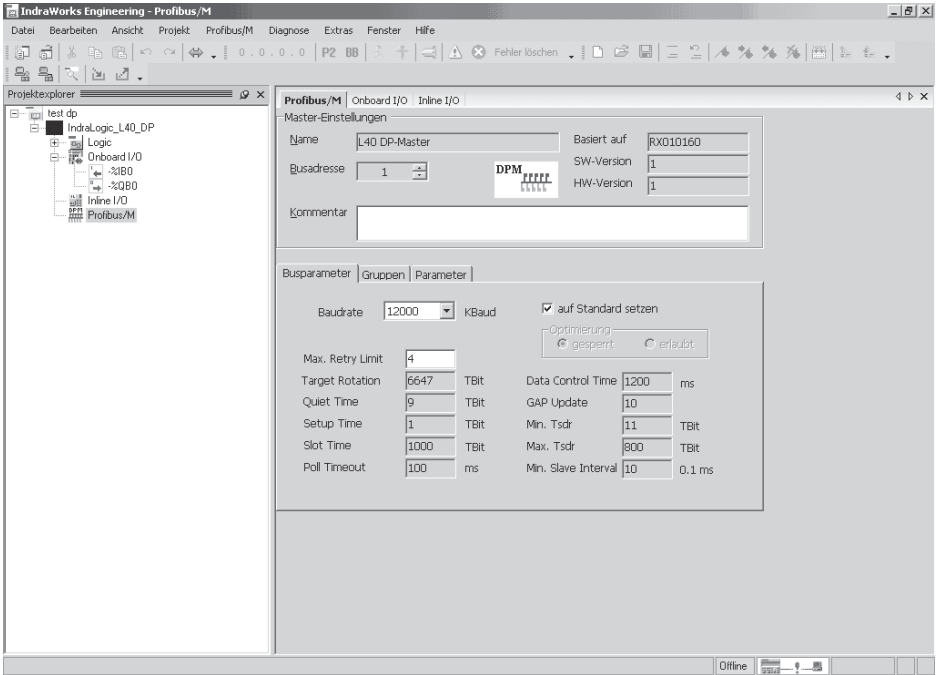 IndraWorks Engineering - Profibus/M
Datei Bearbeiten Ansicht Projekt Profibus/M Diagnose Extras Fenster Hilfe
0 . 0 . 0 . 0 P2 BB Fehler löschen
Projektexplorer
test dp
IndraLogic_L40_DP
Logic
Onboard I/O
-%IB0
-%QB0
Inline I/O
Profibus/M
Profibus/M Onboard I/O Inline I/O
Master-Einstellungen
Name L40 DP-Master Basiert auf RX010160
Busadresse 1 DPM SW-Version 1
HW-Version 1
Kommentar
Busparameter Gruppen Parameter
Baudrate 12000 KBaud auf Standard setzen
Optimierung
gesperrt erlaubt
Max. Retry Limit 4
Target Rotation 6647 TBit Data Control Time 1200 ms
Quiet Time 9 TBit GAP Update 10
Setup Time 1 TBit Min. Tsdr 11 TBit
Slot Time 1000 TBit Max. Tsdr 800 TBit
Poll Timeout 100 ms Min. Slave Interval 10 0.1 ms
Offline